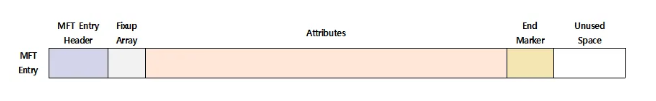 MFT Entry
Header
Fixup
Array
Attributes
End
Marker
Unused
Space
MFT
Entry